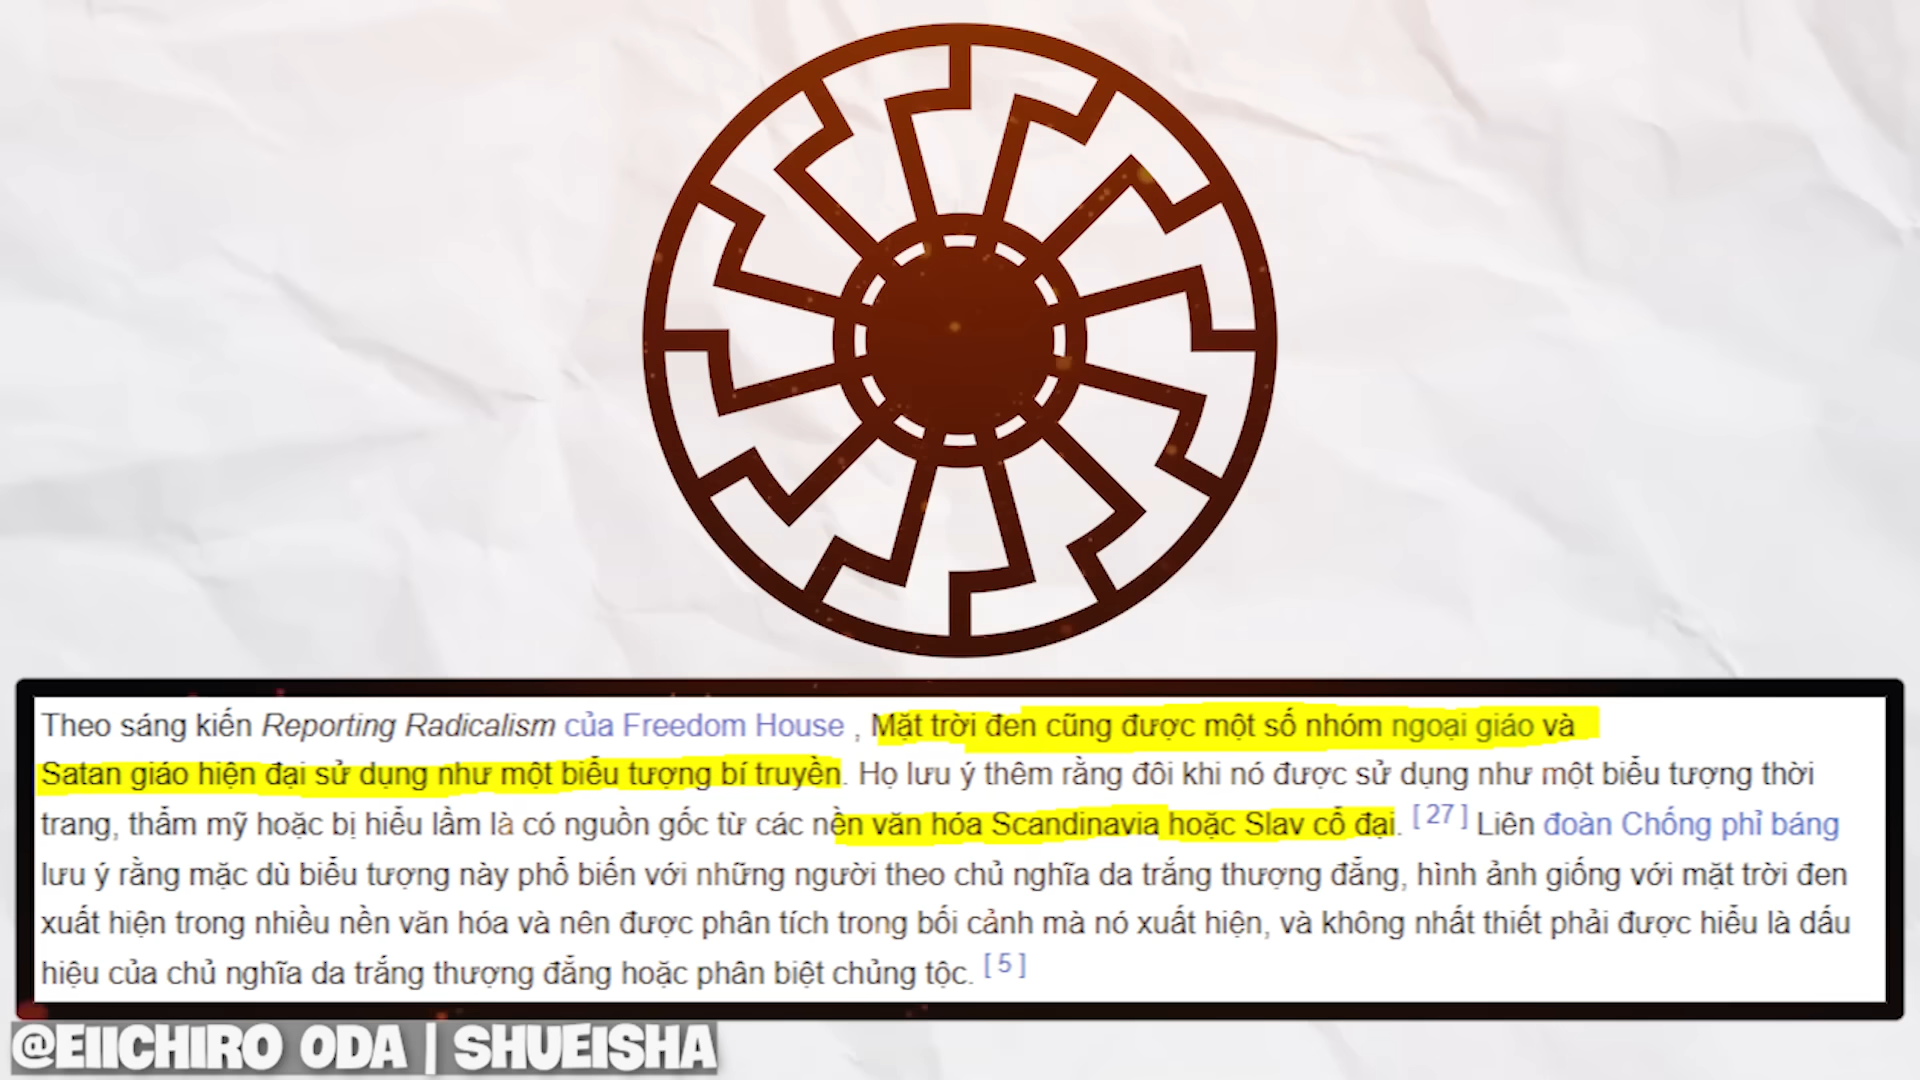 Theo sáng kiến Reporting Radicalism của Freedom House , Mặt trời đen cũng được một số nhóm ngoại giáo và
Satan giáo hiện đại sử dụng như một biểu tượng bí truyền. Họ lưu ý thêm rằng đôi khi nó được sử dụng như một biểu tượng thời
trang, thẩm mỹ hoặc bị hiểu lầm là có nguồn gốc từ các nền văn hóa Scandinavia hoặc Slav cổ đại. [ 27 ] Liên đoàn Chống phỉ báng
lưu ý rằng mặc dù biểu tượng này phổ biến với những người theo chủ nghĩa da trắng thượng đẳng, hình ảnh giống với mặt trời đen
xuất hiện trong nhiều nền văn hóa và nên được phân tích trong bối cảnh mà nó xuất hiện, và không nhất thiết phải được hiểu là dấu
hiệu của chủ nghĩa da trắng thượng đẳng hoặc phân biệt chủng tộc. [ 5 ]
@EIICHIRO ODA | SHUEISHA